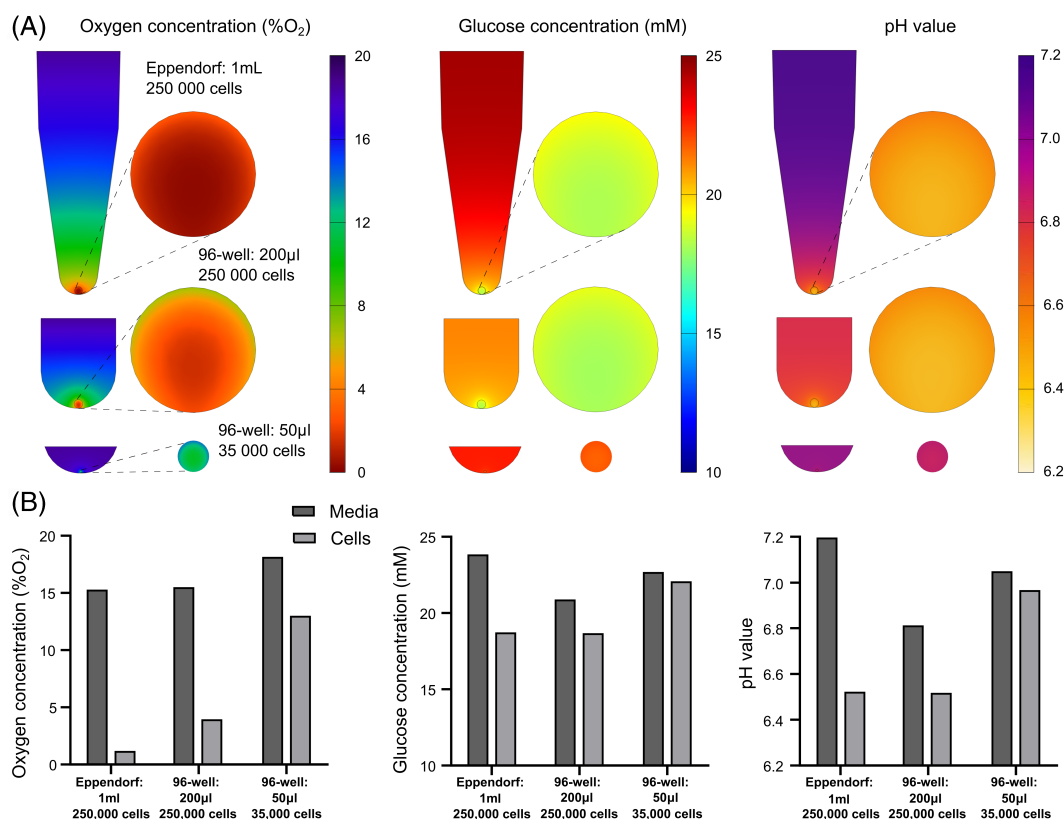 (A)
Oxygen concentration (%O₂)
Glucose concentration (mM)
pH value
Eppendorf: 1mL
250 000 cells
96-well: 200µl
250 000 cells
96-well: 50µl
35 000 cells
20
16
12
8
4
0
25
20
15
10
7.2
7.0
6.8
6.6
6.4
6.2
(B)
Media
Cells
Oxygen concentration (%O₂)
20
15
10
5
0
Eppendorf:
1ml
250,000 cells
96-well:
200µl
250,000 cells
96-well:
50µl
35,000 cells
Glucose concentration (mM)
25
20
15
10
Eppendorf:
1ml
250,000 cells
96-well:
200µl
250,000 cells
96-well:
50µl
35,000 cells
pH value
7.2
7.0
6.8
6.6
6.4
6.2
Eppendorf:
1ml
250,000 cells
96-well:
200µl
250,000 cells
96-well:
50µl
35,000 cells